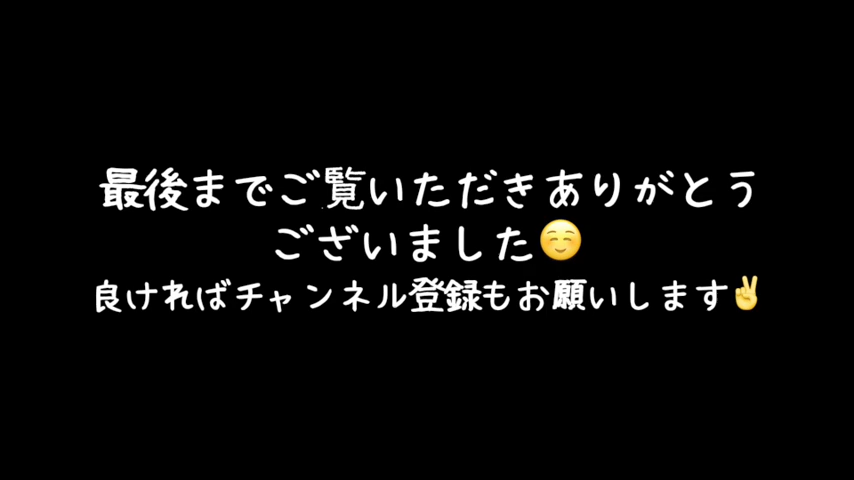 最後までご覧いただきありがとう
ございました☺️
良ければチャンネル登録もお願いします✌️